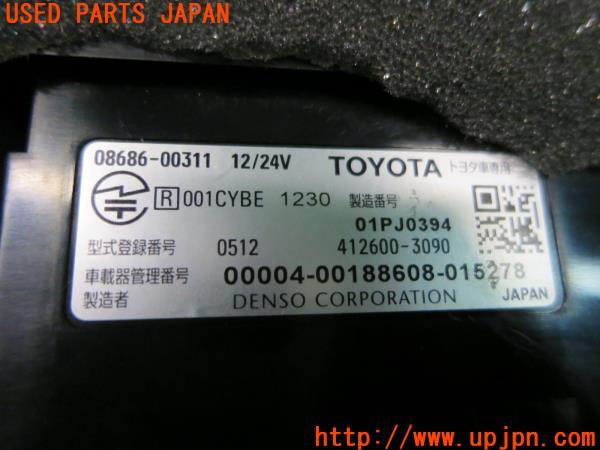 USED PARTS JAPAN
08686-00311 12/24V TOYOTA トヨタ車専用
R 001CYBE 1230 製造番号
01PJ0394
型式登録番号 0512 412600-3090
車載器管理番号 00004-00188608-015278
製造者 DENSO CORPORATION JAPAN
http://www.upjpn.com/